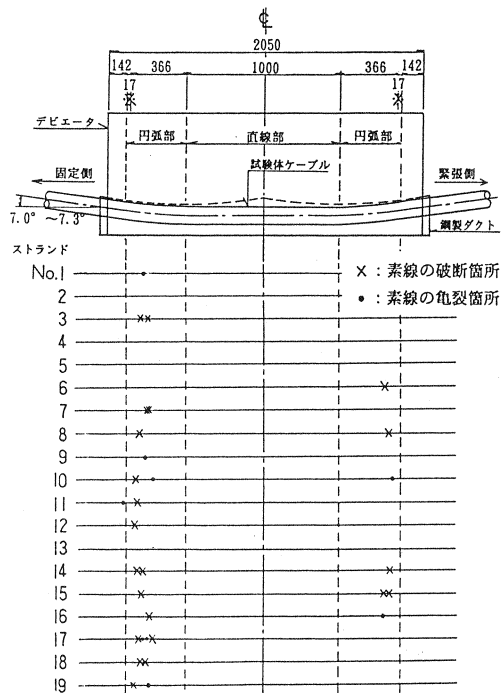 ℄
2050
142 366 1000 366 142
17 17
デビエータ
円弧部 直線部 円弧部
試験体ケーブル
固定側 緊張側
7.0° ~7.3°
鋼製ダクト
ストランド
No.1
× : 素線の破断箇所
2
• : 素線の亀裂箇所
3
4
5
6
7
8
9
10
11
12
13
14
15
16
17
18
19